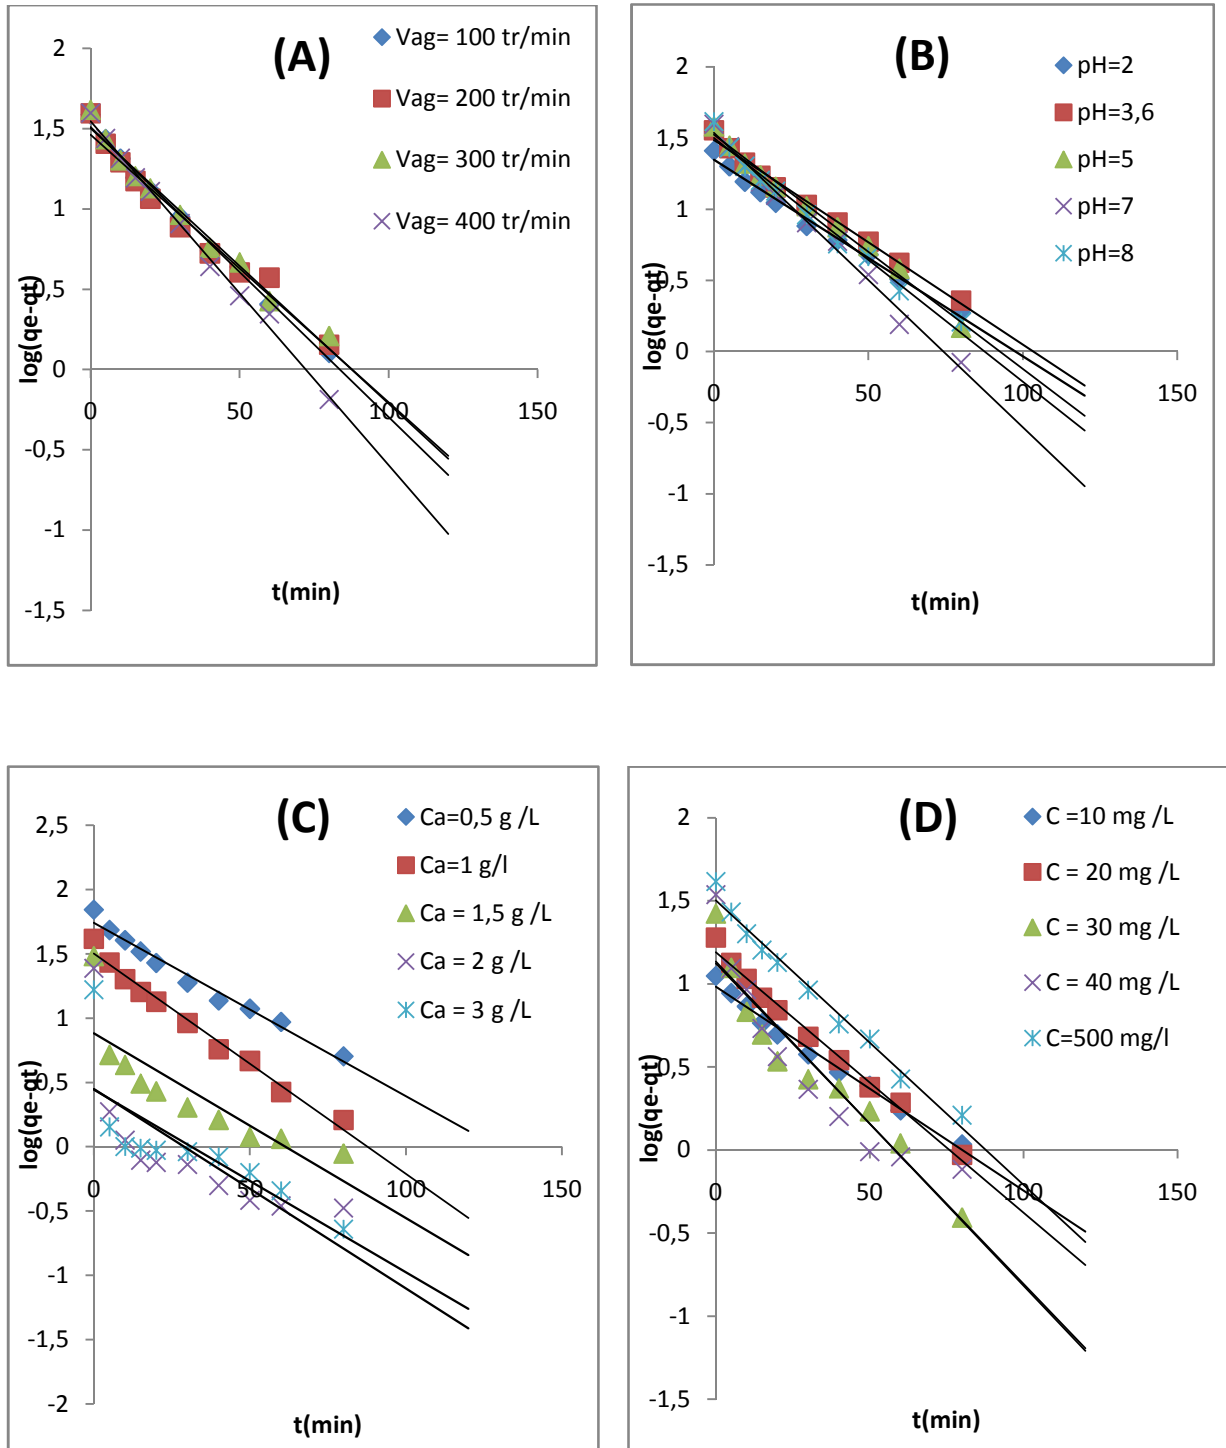 (A)
Vag= 100 tr/min
Vag= 200 tr/min
Vag= 300 tr/min
Vag= 400 tr/min
2
1,5
1
0,5
0
-0,5
-1
-1,5
0
50
100
150
log(qe-qt)
t(min)
(B)
pH=2
pH=3,6
pH=5
pH=7
pH=8
2
1,5
1
0,5
0
-0,5
-1
-1,5
0
50
100
150
log(qe-qt)
t(min)
(C)
Ca=0,5 g /L
Ca=1 g/l
Ca = 1,5 g /L
Ca = 2 g /L
Ca = 3 g /L
2,5
2
1,5
1
0,5
0
-0,5
-1
-1,5
-2
0
50
100
150
log(qe-qt)
t(min)
(D)
C =10 mg /L
C = 20 mg /L
C = 30 mg /L
C = 40 mg /L
C=500 mg/l
2
1,5
1
0,5
0
-0,5
-1
-1,5
0
50
100
150
log(qe-qt)
t(min)